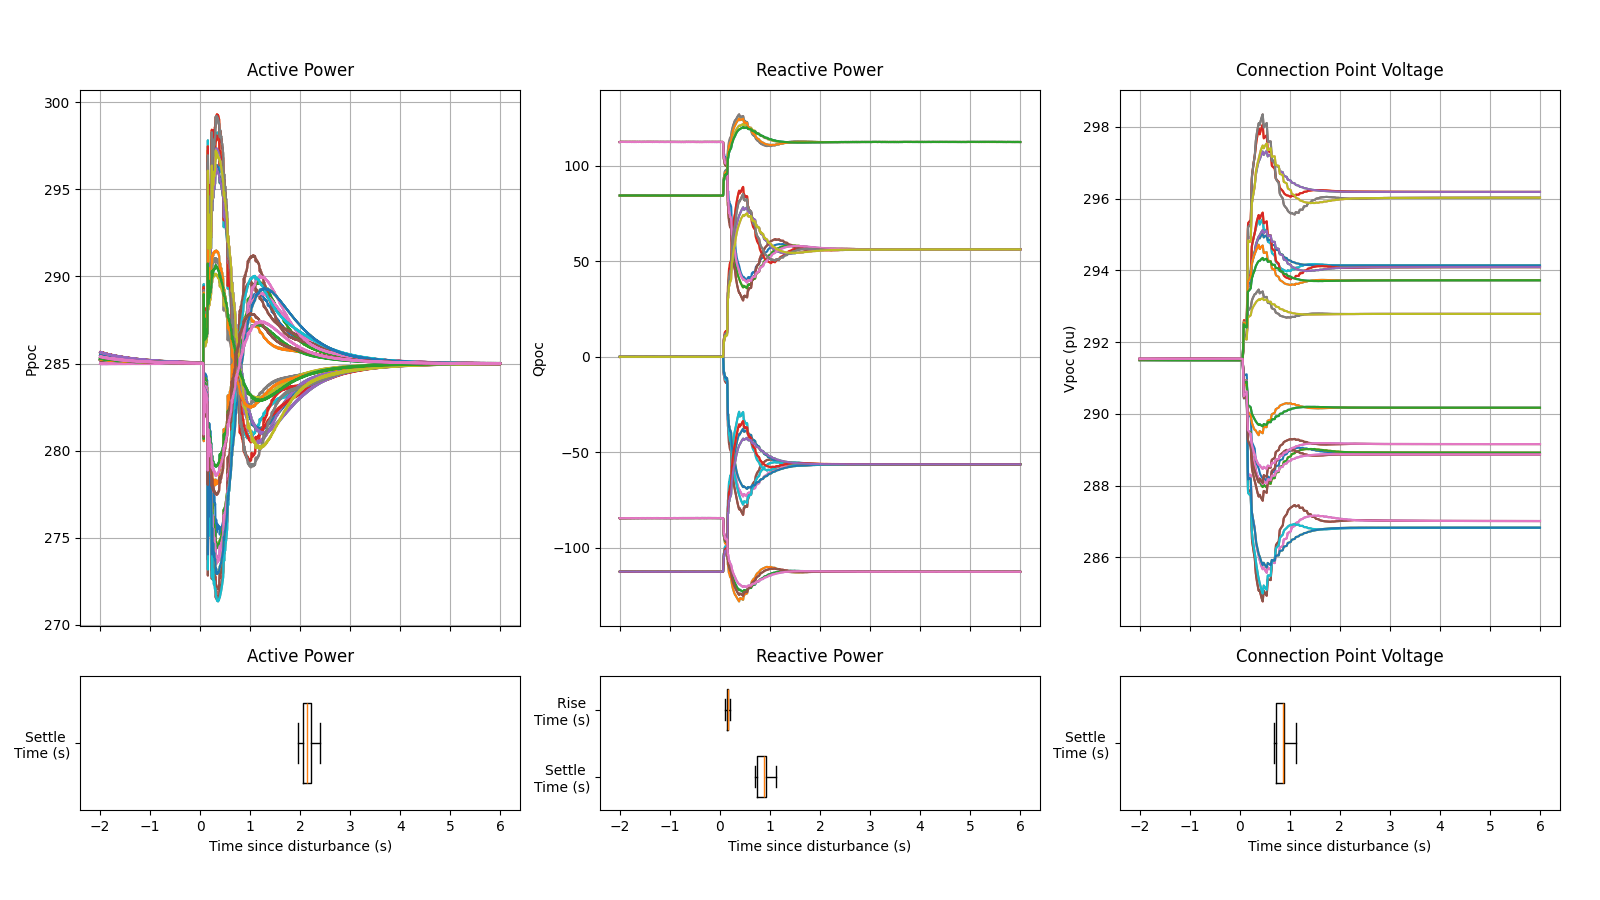 Active Power
Reactive Power
Connection Point Voltage
Ppoc
300
295
290
285
280
275
270
Qpoc
100
50
0
−50
−100
Vpoc (pu)
298
296
294
292
290
288
286
Active Power
Reactive Power
Connection Point Voltage
Settle
Time (s)
Rise
Time (s)
Settle
Time (s)
Settle
Time (s)
−2 −1 0 1 2 3 4 5 6
−2 −1 0 1 2 3 4 5 6
−2 −1 0 1 2 3 4 5 6
Time since disturbance (s)
Time since disturbance (s)
Time since disturbance (s)